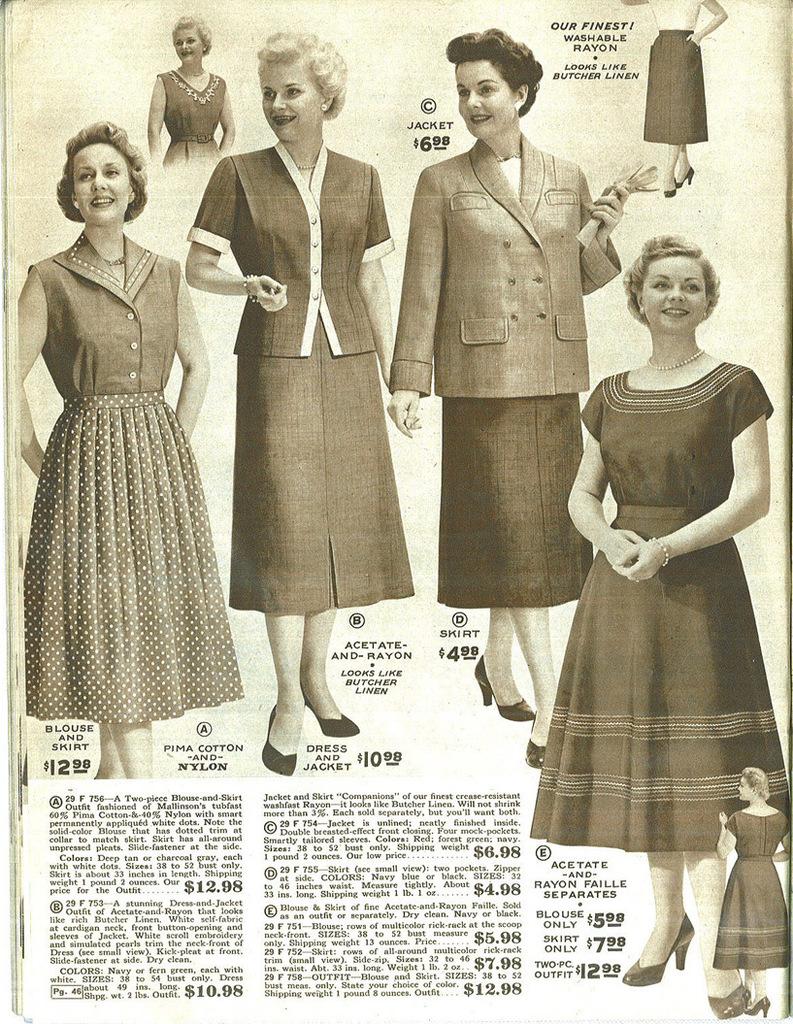 OUR FINEST!
WASHABLE
RAYON
•
LOOKS LIKE
BUTCHER LINEN
Ⓒ
JACKET
$6.98
Ⓑ
ACETATE-
AND-RAYON
•
LOOKS LIKE
BUTCHER
LINEN
Ⓓ
SKIRT
$4.98
BLOUSE
AND
SKIRT
$12.98
Ⓐ
PIMA COTTON
-AND-
NYLON
DRESS
AND
JACKET $10.98
Ⓐ 29 F 756—A Two-piece Blouse-and-Skirt
Outfit fashioned of Mallinson's tubfast
60% Pima Cotton-&-40% Nylon with smart
permanently appliquéd white dots. Note the
solid-color Blouse that has dotted trim at
collar to match skirt. Skirt has all-around
unpressed pleats. Slide-fastener at the side.
Colors: Deep tan or charcoal gray, each
with white dots. Sizes: 38 to 52 bust only.
Skirt is about 33 inches in length. Shipping
weight 1 pound 2 ounces. Our
price for the Outfit.... $12.98
Ⓑ 29 F 753—A stunning Dress-and-Jacket
Outfit of Acetate-and-Rayon that looks
like rich Butcher Linen. White self-fabric
at cardigan neck, front button-opening and
sleeves of Jacket. White scroll embroidery
and simulated pearls trim the neck-front of
Dress (see small view). Kick-pleat at front.
Slide-fastener at side. Dry clean.
COLORS: Navy or fern green, each with
white. SIZES: 38 to 54 bust only. Dress
Pg. 46 about 49 ins. long.
Shpg. wt. 2 lbs. Outfit. $10.98
Jacket and Skirt "Companions" of our finest crease-resistant
washfast Rayon—it looks like Butcher Linen. Will not shrink
more than 3%. Each sold separately, but you'll want both.
Ⓒ 29 F 754—Jacket is unlined; neatly finished inside.
Double breasted-effect front closing. Four mock-pockets.
Smartly tailored sleeves. Colors: Red; forest green; navy.
Sizes: 38 to 52 bust only. Shipping weight
1 pound 2 ounces. Our low price.............. $6.98
Ⓓ 29 F 755—Skirt (see small view): two pockets. Zipper
at side. COLORS: Navy blue or black. SIZES: 32
to 46 inches waist. Measure tightly. About
33 ins. long. Shipping weight 1 lb. 1 oz...... $4.98
Ⓔ Blouse & Skirt of fine Acetate-and-Rayon Faille. Sold
as an outfit or separately. Dry clean. Navy or black.
29 F 751—Blouse; rows of multicolor rick-rack at the scoop
neck-front. SIZES: 38 to 52 bust measure
only. Shipping weight 13 ounces. Price...... $5.98
29 F 752—Skirt: rows of all-around multicolor rick-rack
trim (small view). Side-zip. Sizes: 32 to 46
ins. waist. Abt. 33 ins. long. Weight 1 lb. 2 oz.. $7.98
29 F 758—OUTFIT—Blouse and Skirt. SIZES: 38 to 52
bust meas. only. State your choice of color.
Shipping weight 1 pound 8 ounces. Outfit.... $12.98
Ⓔ ACETATE
-AND-
RAYON FAILLE
SEPARATES
•
BLOUSE
ONLY $5.98
SKIRT
ONLY $7.98
TWO-PC.
OUTFIT $12.98